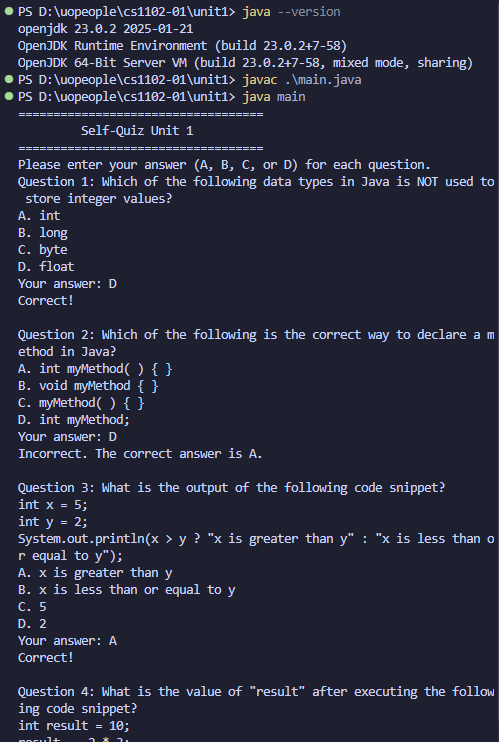 PS D:\uopeople\cs1102-01\unit1> java --version
openjdk 23.0.2 2025-01-21
OpenJDK Runtime Environment (build 23.0.2+7-58)
OpenJDK 64-Bit Server VM (build 23.0.2+7-58, mixed mode, sharing)
PS D:\uopeople\cs1102-01\unit1> javac .\main.java
PS D:\uopeople\cs1102-01\unit1> java main
===================================
Self-Quiz Unit 1
===================================
Please enter your answer (A, B, C, or D) for each question.
Question 1: Which of the following data types in Java is NOT used to
store integer values?
A. int
B. long
C. byte
D. float
Your answer: D
Correct!
Question 2: Which of the following is the correct way to declare a m
ethod in Java?
A. int myMethod( ) { }
B. void myMethod { }
C. myMethod( ) { }
D. int myMethod;
Your answer: D
Incorrect. The correct answer is A.
Question 3: What is the output of the following code snippet?
int x = 5;
int y = 2;
System.out.println(x > y ? "x is greater than y" : "x is less than o
r equal to y");
A. x is greater than y
B. x is less than or equal to y
C. 5
D. 2
Your answer: A
Correct!
Question 4: What is the value of "result" after executing the follow
ing code snippet?
int result = 10;